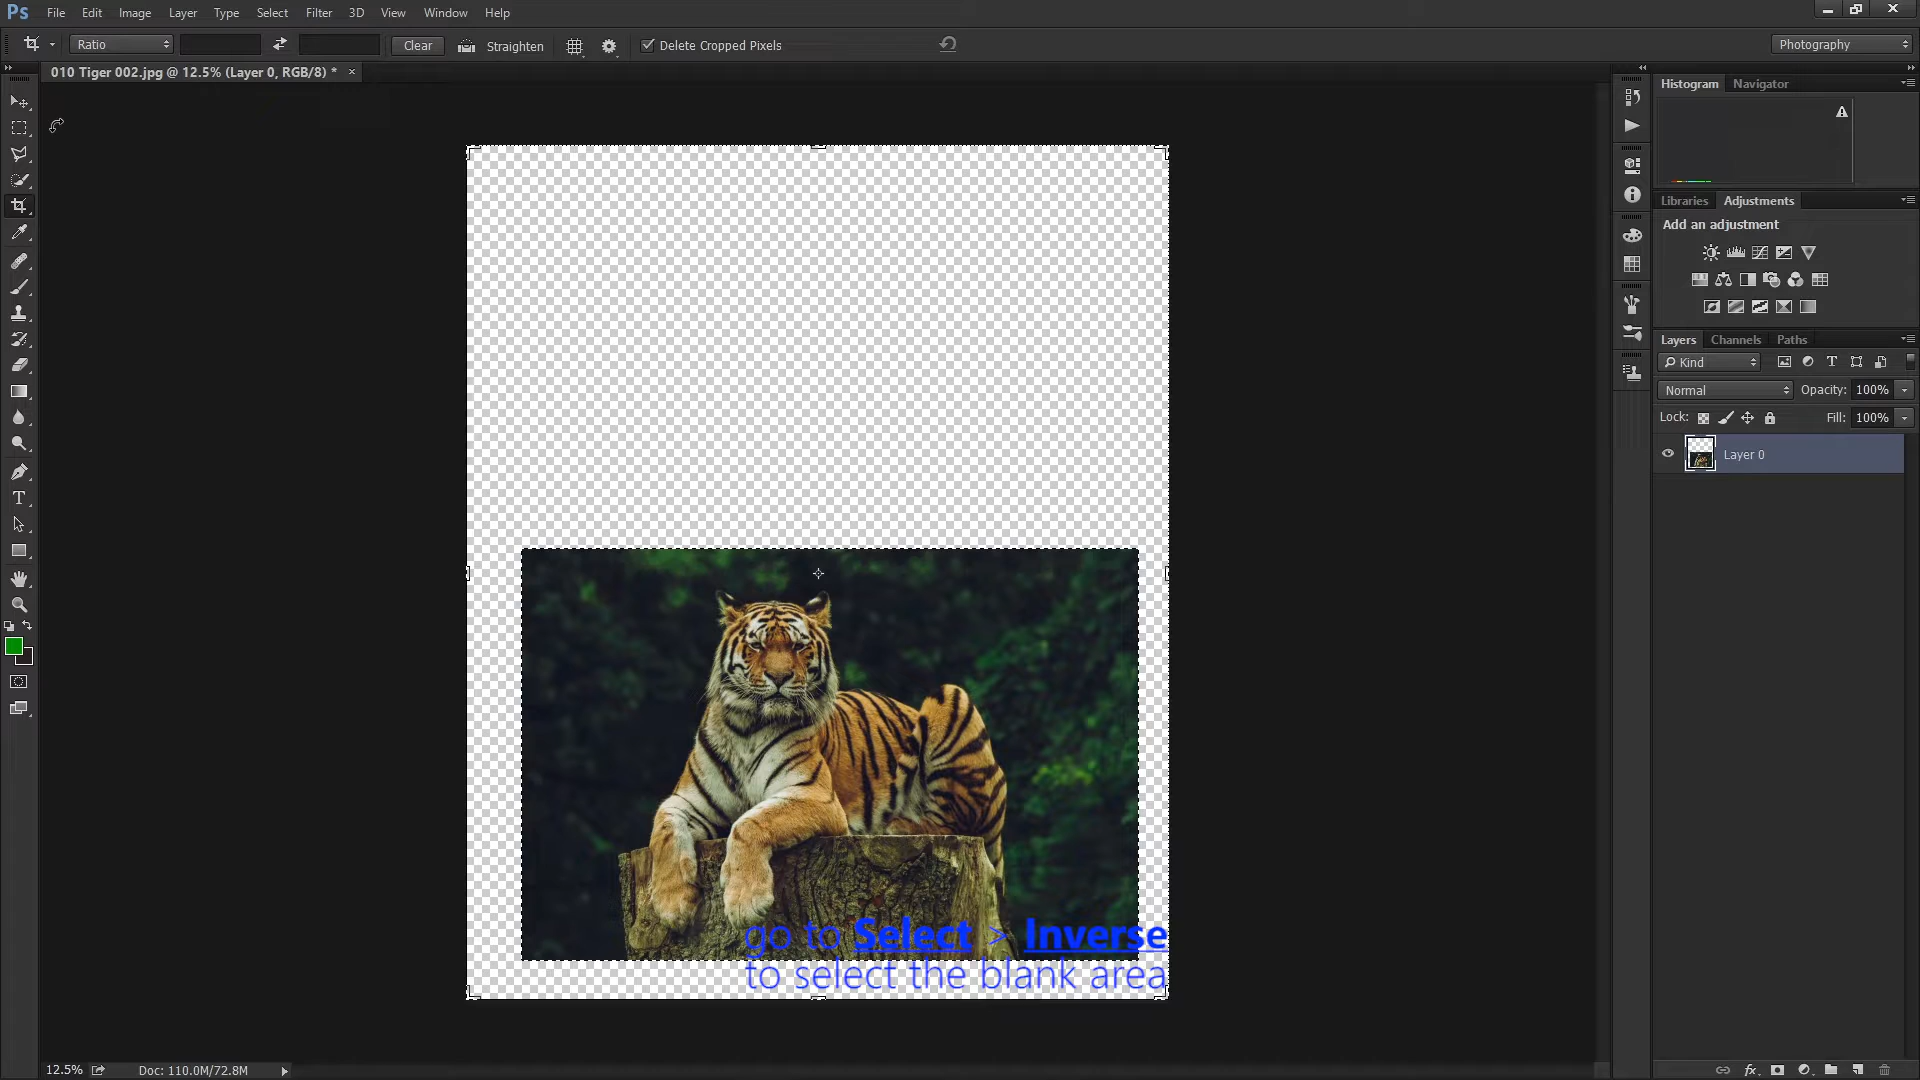 Ps File Edit Image Layer Type Select Filter 3D View Window Help
Ratio Clear Straighten Delete Cropped Pixels Photography
010 Tiger 002.jpg @ 12.5% (Layer 0, RGB/8) * ×
Histogram Navigator
Libraries Adjustments
Add an adjustment
Layers Channels Paths
Kind T
Normal Opacity: 100%
Lock: Fill: 100%
Layer 0
T
go to Select > Inverse
to select the blank area
12.5% Doc: 110.0M/72.8M fx